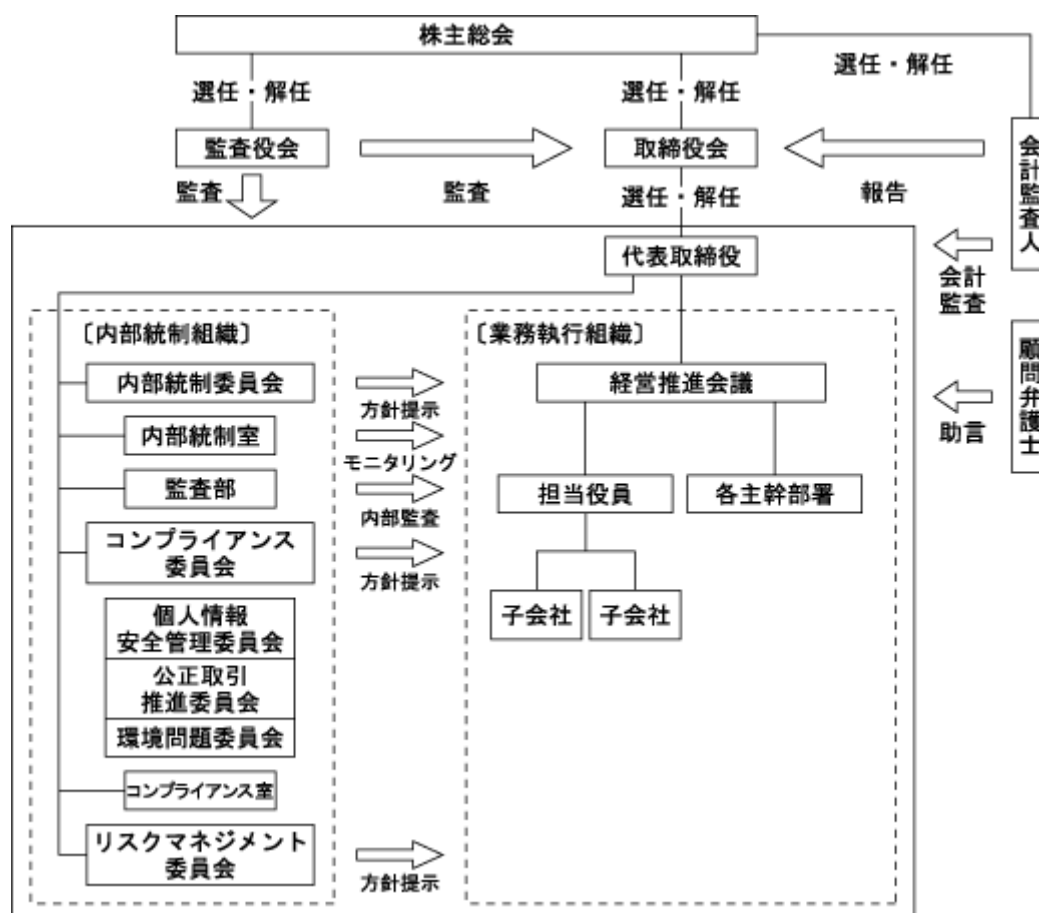 株主総会
選任・解任
選任・解任
選任・解任
監査役会
取締役会
会計監査人
監査
監査
選任・解任
報告
代表取締役
会計
監査
〔内部統制組織〕
〔業務執行組織〕
顧問弁護士
内部統制委員会
方針提示
経営推進会議
助言
内部統制室
モニタリング
監査部
内部監査
担当役員
各主幹部署
コンプライアンス
委員会
方針提示
子会社
子会社
個人情報
安全管理委員会
公正取引
推進委員会
環境問題委員会
コンプライアンス室
リスクマネジメント
委員会
方針提示